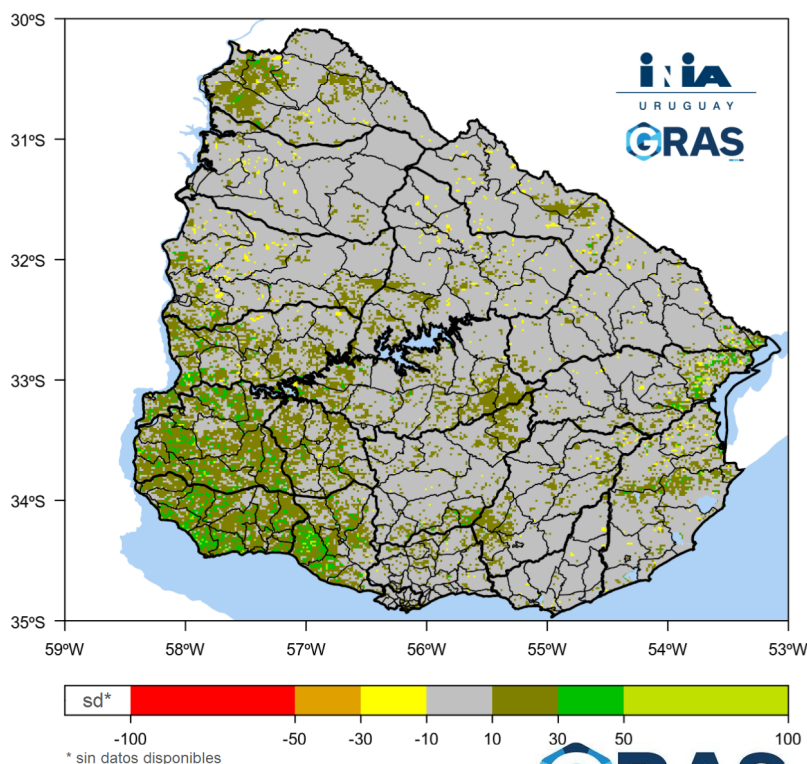 30ºS
31ºS
32ºS
33ºS
34ºS
35ºS
59ºW
58ºW
57ºW
56ºW
55ºW
54ºW
53ºW
iNiA
URUGUAY
GRAS
sd*
-100
-50
-30
-10
10
30
50
100
* sin datos disponibles
GRAS